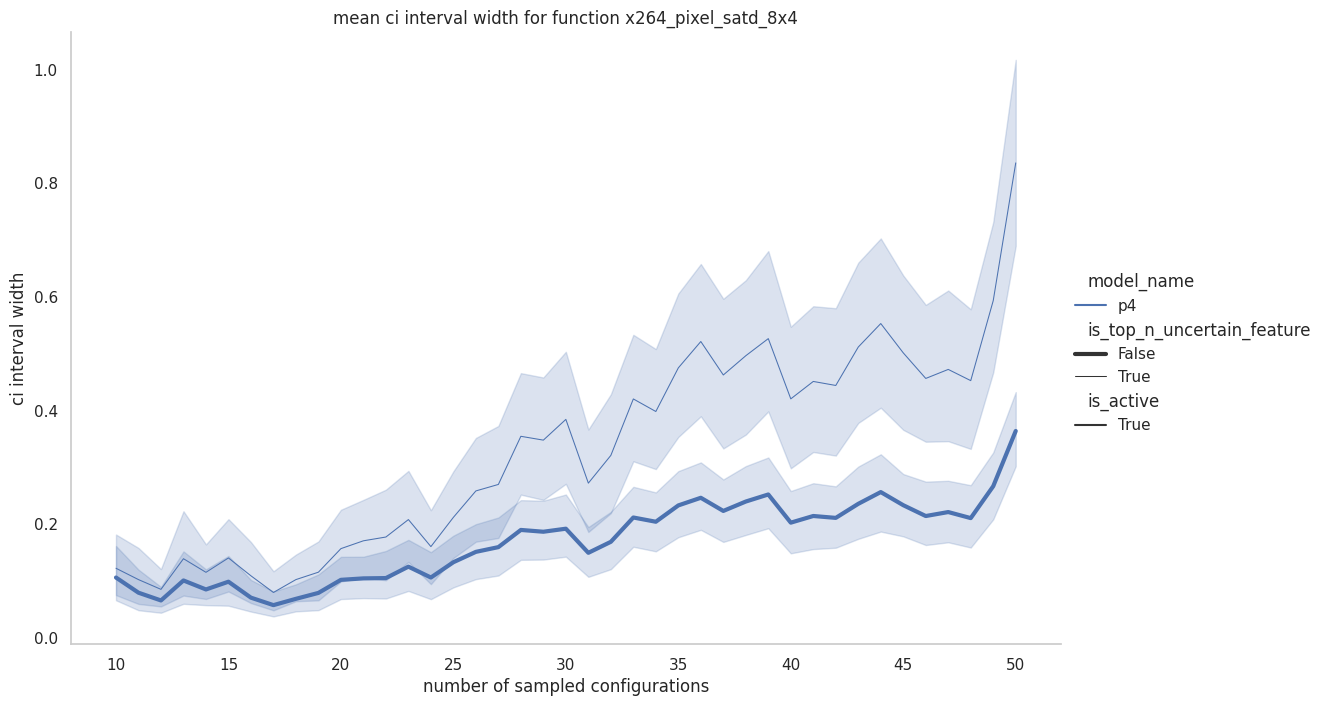 mean ci interval width for function x264_pixel_satd_8x4
ci interval width
1.0
0.8
0.6
0.4
0.2
0.0
10
15
20
25
30
35
40
45
50
number of sampled configurations
model_name
p4
is_top_n_uncertain_feature
False
True
is_active
True